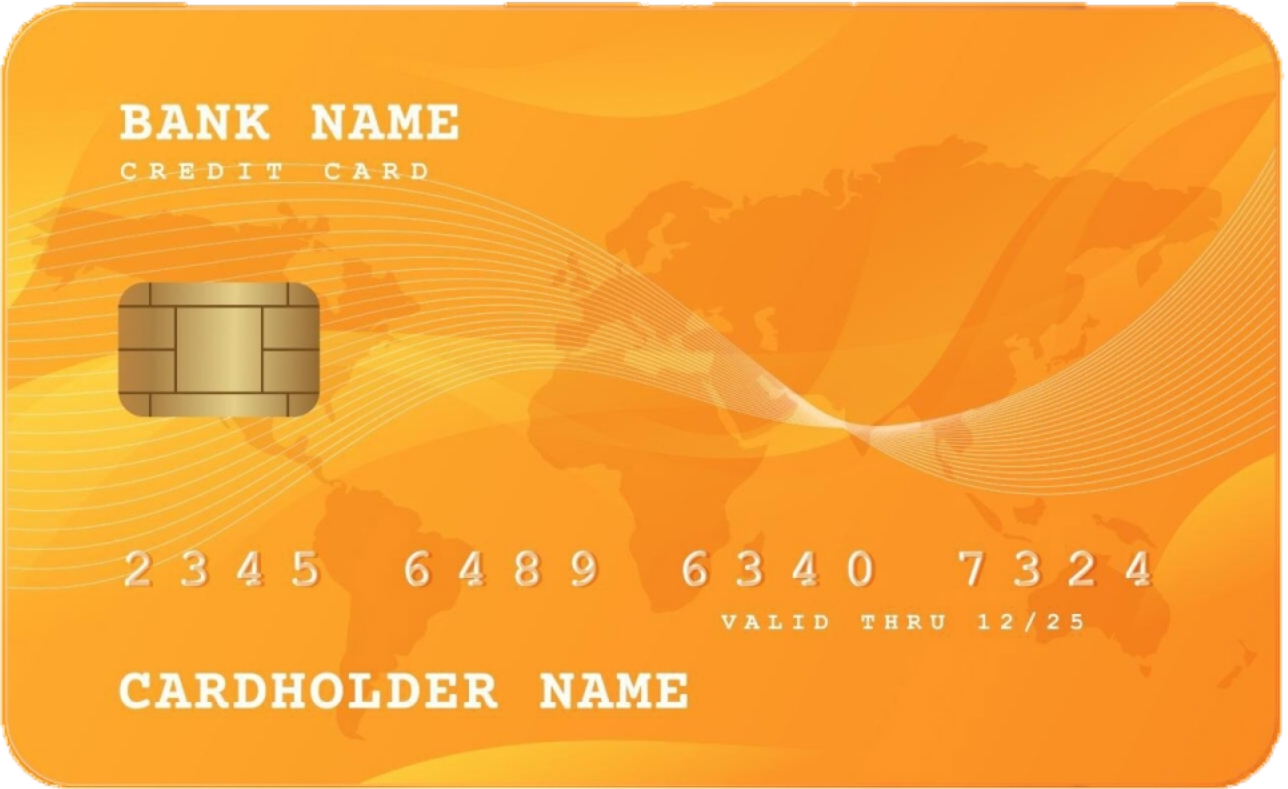 BANK NAME
CREDIT CARD
2345 6489 6340 7324
VALID THRU 12/25
CARDHOLDER NAME